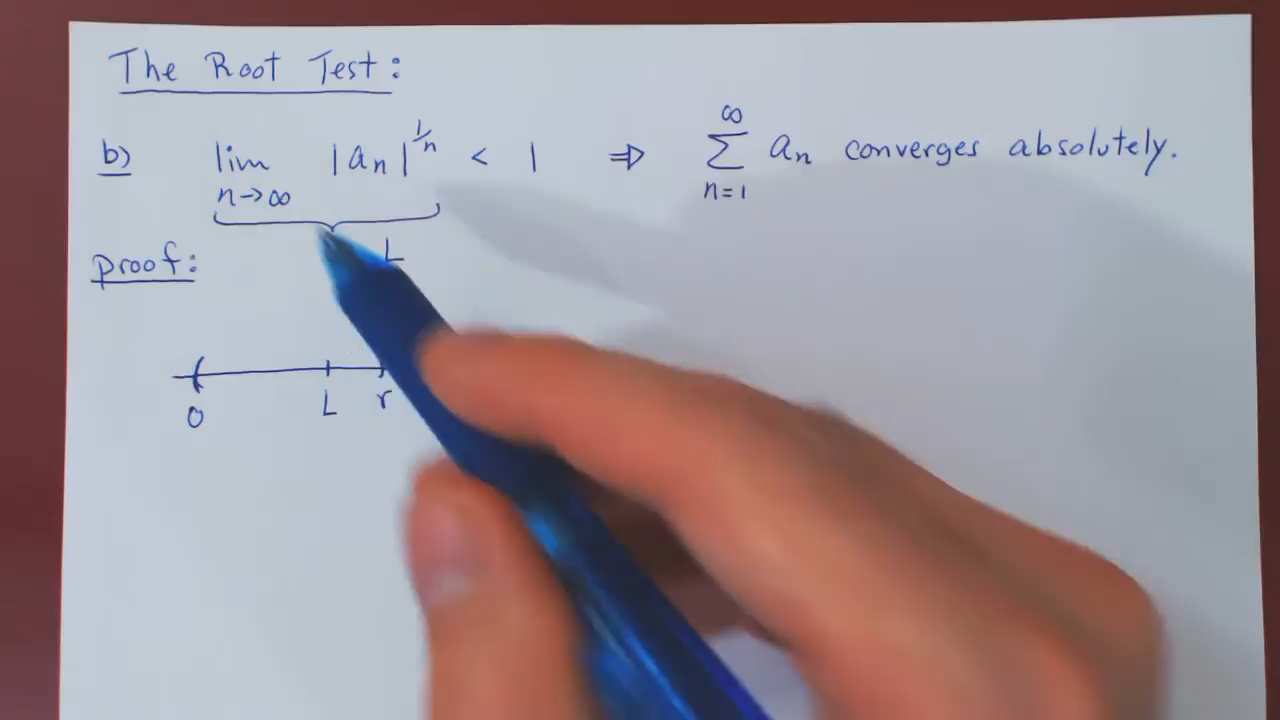 The Root Test:
b) lim n→∞ |an|^1/n < 1 ⇒ ∞ Σ n=1 an converges absolutely.
L
Proof:
0 L r